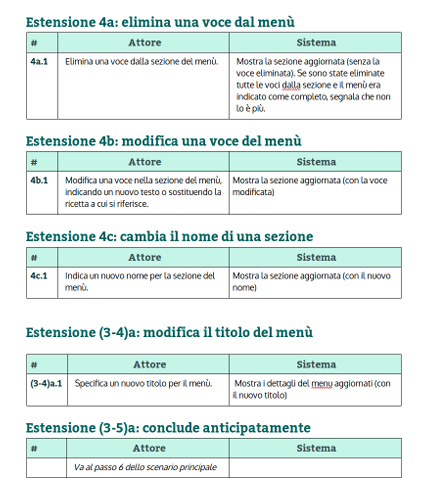 Estensione 4a: elimina una voce dal menù
# Attore Sistema
4a.1 Elimina una voce dalla sezione del menù. Mostra la sezione aggiornata (senza la
voce eliminata). Se sono state eliminate
tutte le voci dalla sezione e il menù era
indicato come completo, segnala che non
lo è più.
Estensione 4b: modifica una voce del menù
# Attore Sistema
4b.1 Modifica una voce nella sezione del menù, Mostra la sezione aggiornata (con la voce
indicando un nuovo testo o sostituendo la modificata)
ricetta a cui si riferisce.
Estensione 4c: cambia il nome di una sezione
# Attore Sistema
4c.1 Indica un nuovo nome per la sezione del Mostra la sezione aggiornata (con il nuovo
menù. nome)
Estensione (3-4)a: modifica il titolo del menù
# Attore Sistema
(3-4)a.1 Specifica un nuovo titolo per il menù. Mostra i dettagli del menu aggiornati (con
il nuovo titolo)
Estensione (3-5)a: conclude anticipatamente
# Attore Sistema
Va al passo 6 dello scenario principale